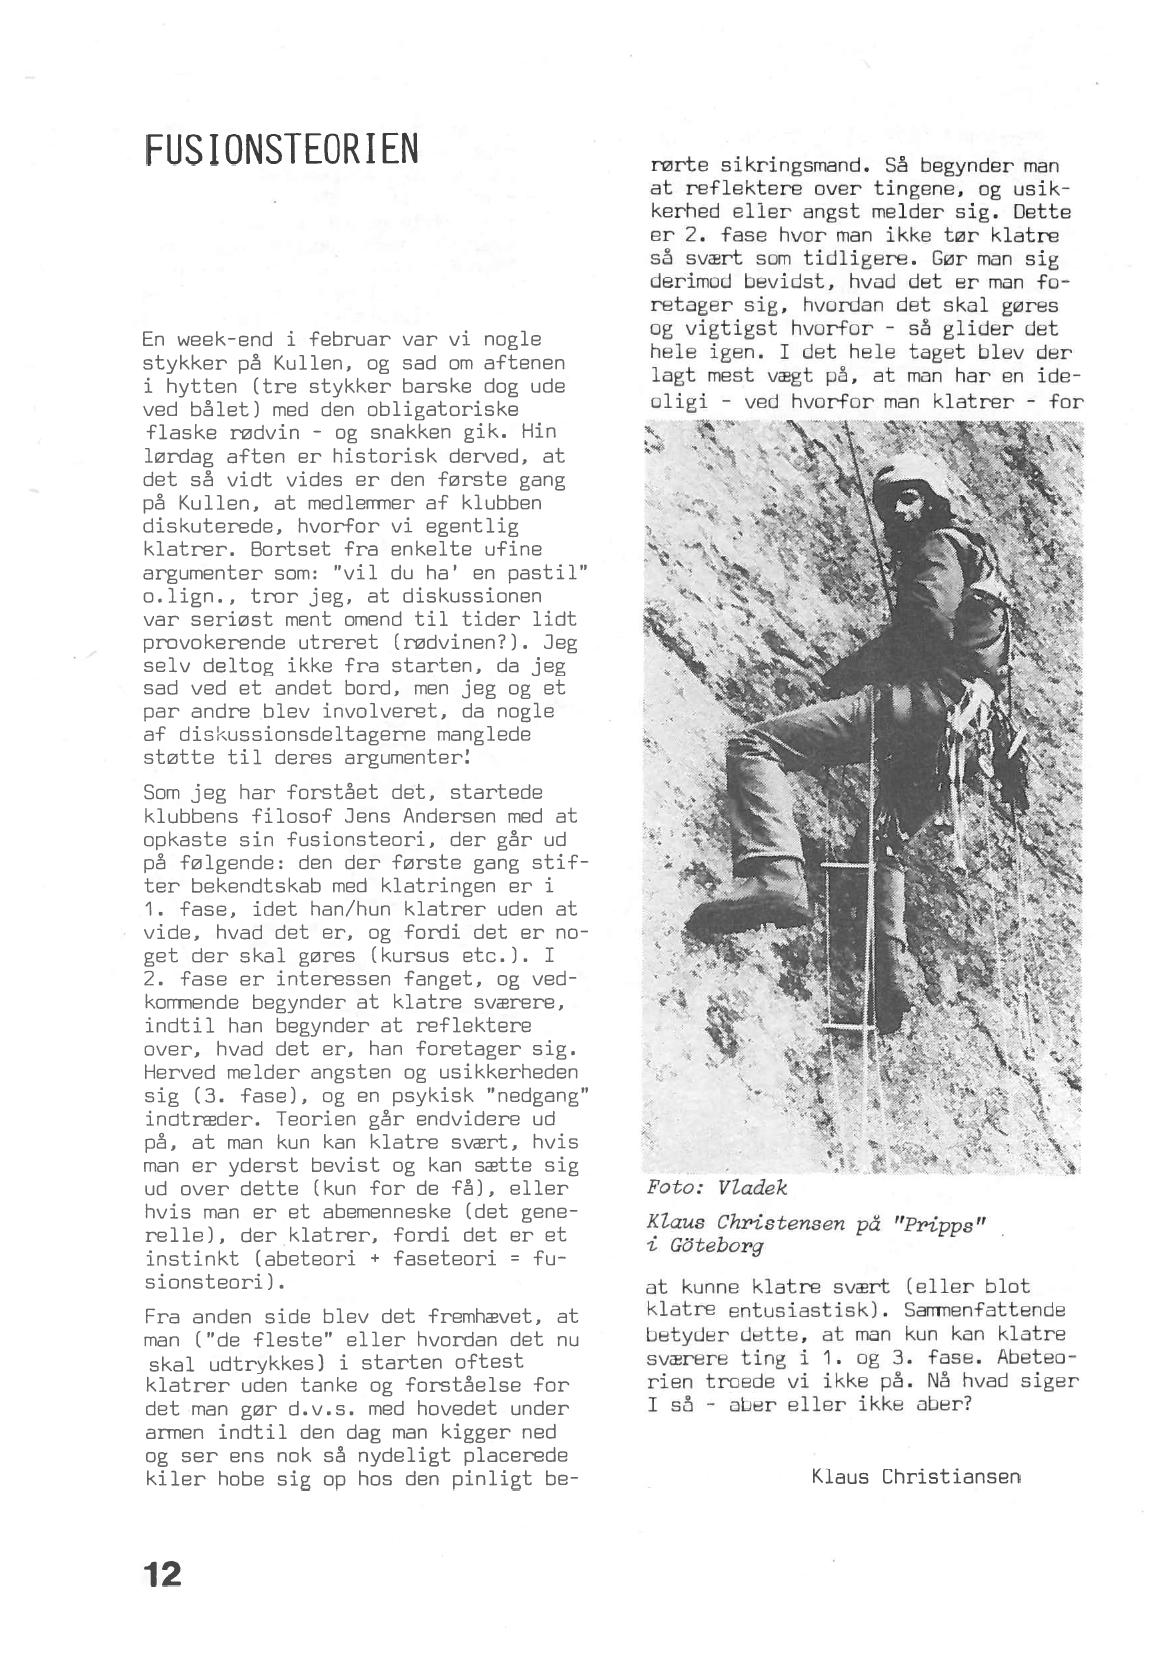 FUSIONSTEORIEN
En week-end i februar var vi nogle
stykker på Kullen, og sad om aftenen
i hytten (tre stykker barske dog ude
ved bålet) med den obligatoriske
flaske rødvin - og snakken gik. Hin
lørdag aften er historisk derved, at
det så vidt vides er den første gang
på Kullen, at medlemmer af klubben
diskuterede, hvorfor vi egentlig
klatrer. Bortset fra enkelte ufine
argumenter som: "vil du ha' en pastil"
o.lign., tror jeg, at diskussionen
var seriøst ment omend til tider lidt
provokerende utreret (rødvinen?). Jeg
selv deltog ikke fra starten, da jeg
sad ved et andet bord, men jeg og et
par andre blev involveret, da nogle
af diskussionsdeltagerne manglede
støtte til deres argumenter!
Som jeg har forstået det, startede
klubbens filosof Jens Andersen med at
opkaste sin fusionsteori, der går ud
på følgende: den der første gang stif-
ter bekendtskab med klatringen er i
1. fase, idet han/hun klatrer uden at
vide, hvad det er, og fordi det er no-
get der skal gøres (kursus etc.). I
2. fase er interessen fanget, og ved-
kommende begynder at klatre sværere,
indtil han begynder at reflektere
over, hvad det er, han foretager sig.
Herved melder angsten og usikkerheden
sig (3. fase), og en psykisk "nedgang"
indtræder. Teorien går endvidere ud
på, at man kun kan klatre svært, hvis
man er yderst bevist og kan sætte sig
ud over dette (kun for de få), eller
hvis man er et abemenneske (det gene-
relle), der klatrer, fordi det er et
instinkt (abeteori + faseteori = fu-
sionsteori).
Fra anden side blev det fremhævet, at
man ("de fleste" eller hvordan det nu
skal udtrykkes) i starten oftest
klatrer uden tanke og forståelse for
det man gør d.v.s. med hovedet under
armen indtil den dag man kigger ned
og ser ens nok så nydeligt placerede
kiler hobe sig op hos den pinligt be-
rørte sikringsmand. Så begynder man
at reflektere over tingene, og usik-
kerhed eller angst melder sig. Dette
er 2. fase hvor man ikke tør klatre
så svært som tidligere. Gør man sig
derimod bevidst, hvad det er man fo-
retager sig, hvordan det skal gøres
og vigtigst hvorfor - så glider det
hele igen. I det hele taget blev der
lagt mest vægt på, at man har en ide-
oligi - ved hvorfor man klatrer - for
Foto: Vladek
Klaus Christensen på "Pripps"
i Göteborg
at kunne klatre svært (eller blot
klatre entusiastisk). Sammenfattende
betyder dette, at man kun kan klatre
sværere ting i 1. og 3. fase. Abeteo-
rien troede vi ikke på. Nå hvad siger
I så - aber eller ikke aber?
Klaus Christiansen
12